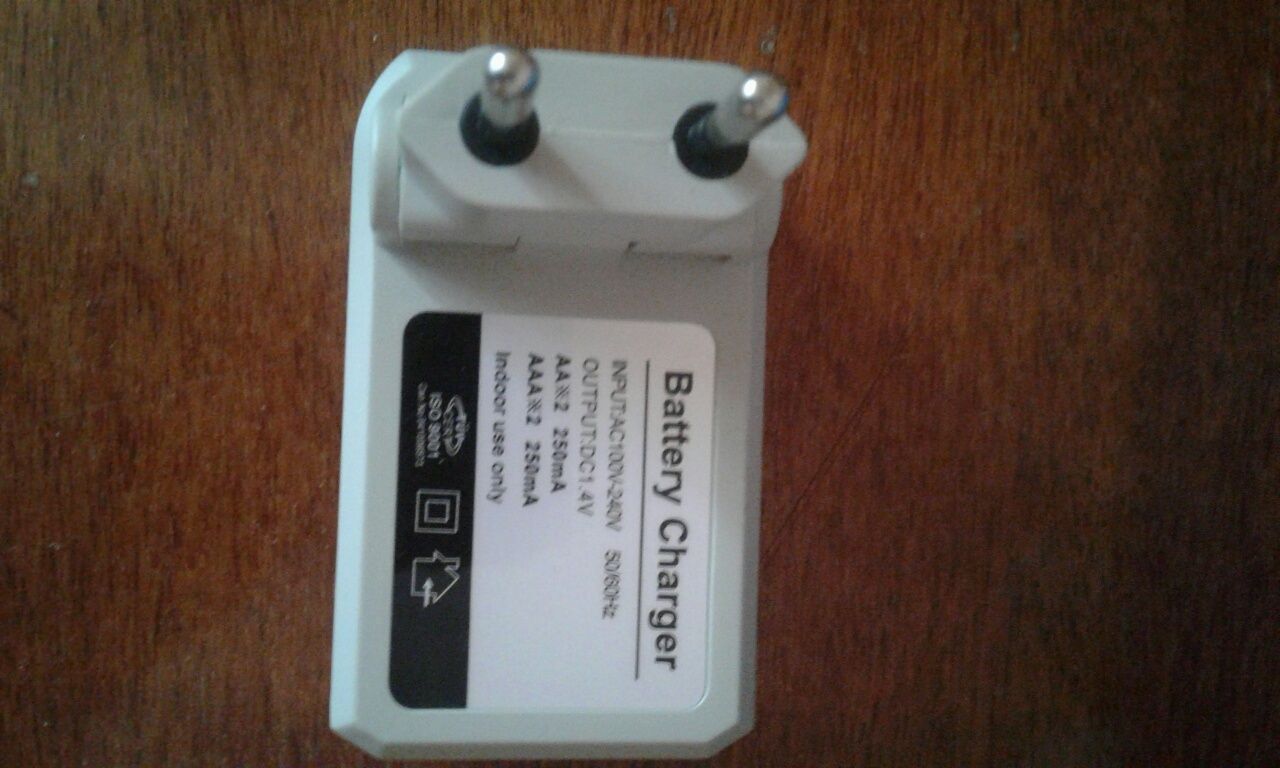 Battery Charger
INPUT:AC100V-240V 50/60Hz
OUTPUT:DC1.4V
AA※2 250mA
AAA※2 250mA
Indoor use only
ISO 9001